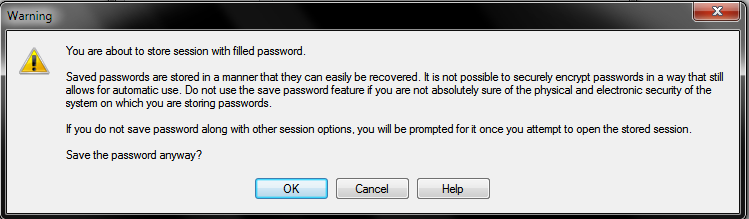 Warning
You are about to store session with filled password.
Saved passwords are stored in a manner that they can easily be recovered. It is not possible to securely encrypt passwords in a way that still
allows for automatic use. Do not use the save password feature if you are not absolutely sure of the physical and electronic security of the
system on which you are storing passwords.
If you do not save password along with other session options, you will be prompted for it once you attempt to open the stored session.
Save the password anyway?
OK Cancel Help